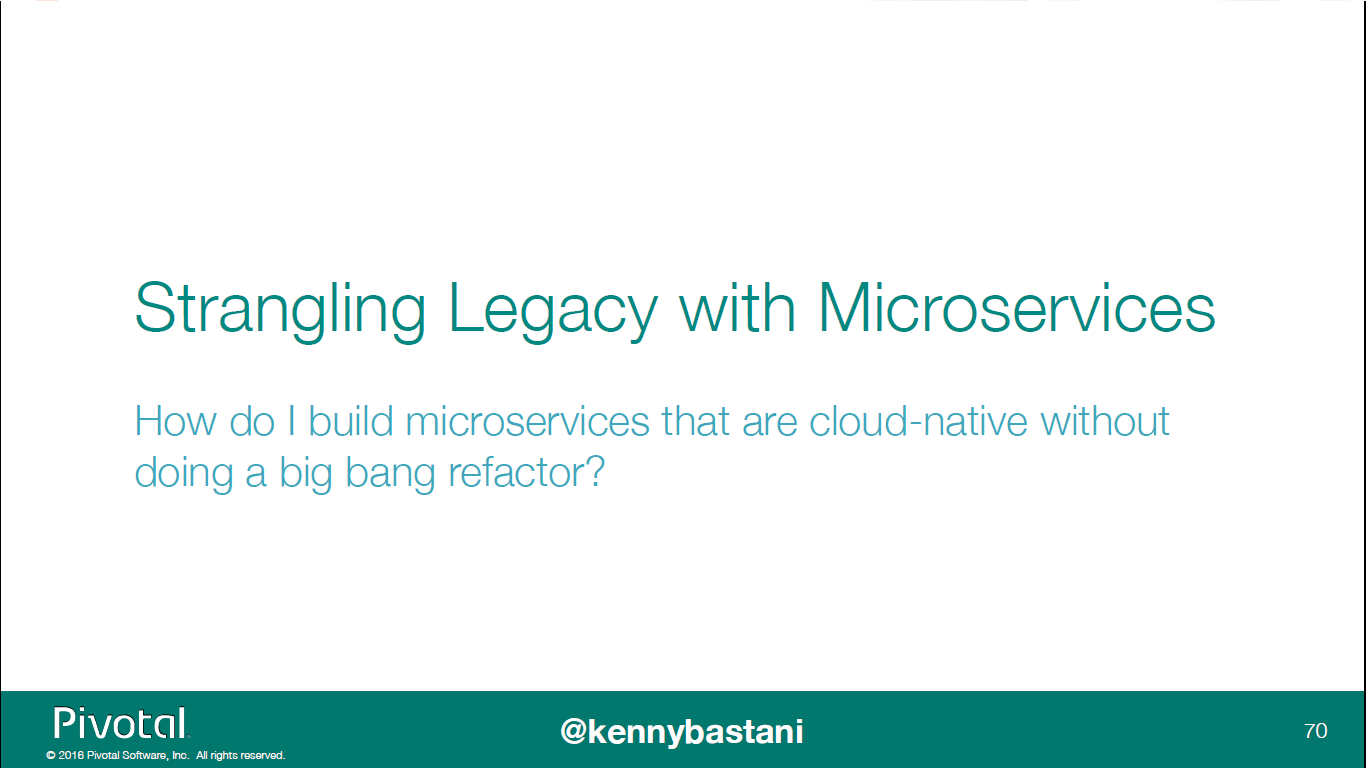 Strangling Legacy with Microservices
How do I build microservices that are cloud-native without
doing a big bang refactor?
Pivotal
© 2016 Pivotal Software, Inc.  All rights reserved.
@kennybastani
70